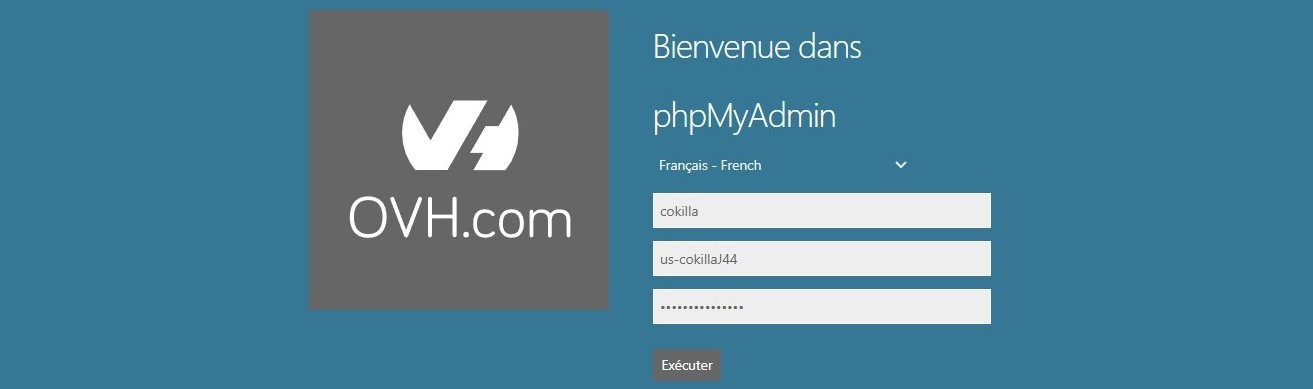 OVH.com
Bienvenue dans
phpMyAdmin
Français - French
cokilla
us-cokillaJ44
•••••••••••••••
Exécuter